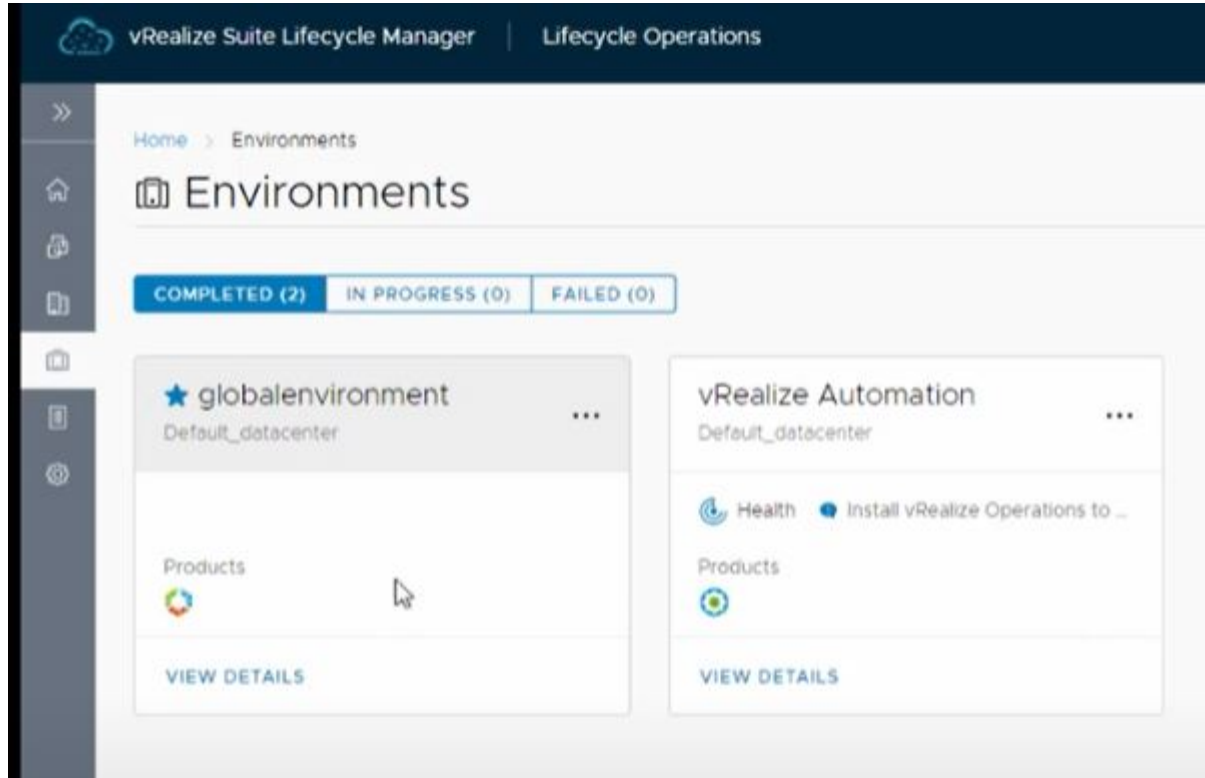 vRealize Suite Lifecycle Manager | Lifecycle Operations
Home > Environments
Environments
COMPLETED (2) IN PROGRESS (0) FAILED (0)
globalenvironment
Default_datacenter
Products
VIEW DETAILS
vRealize Automation
Default_datacenter
Health Install vRealize Operations to ...
Products
VIEW DETAILS